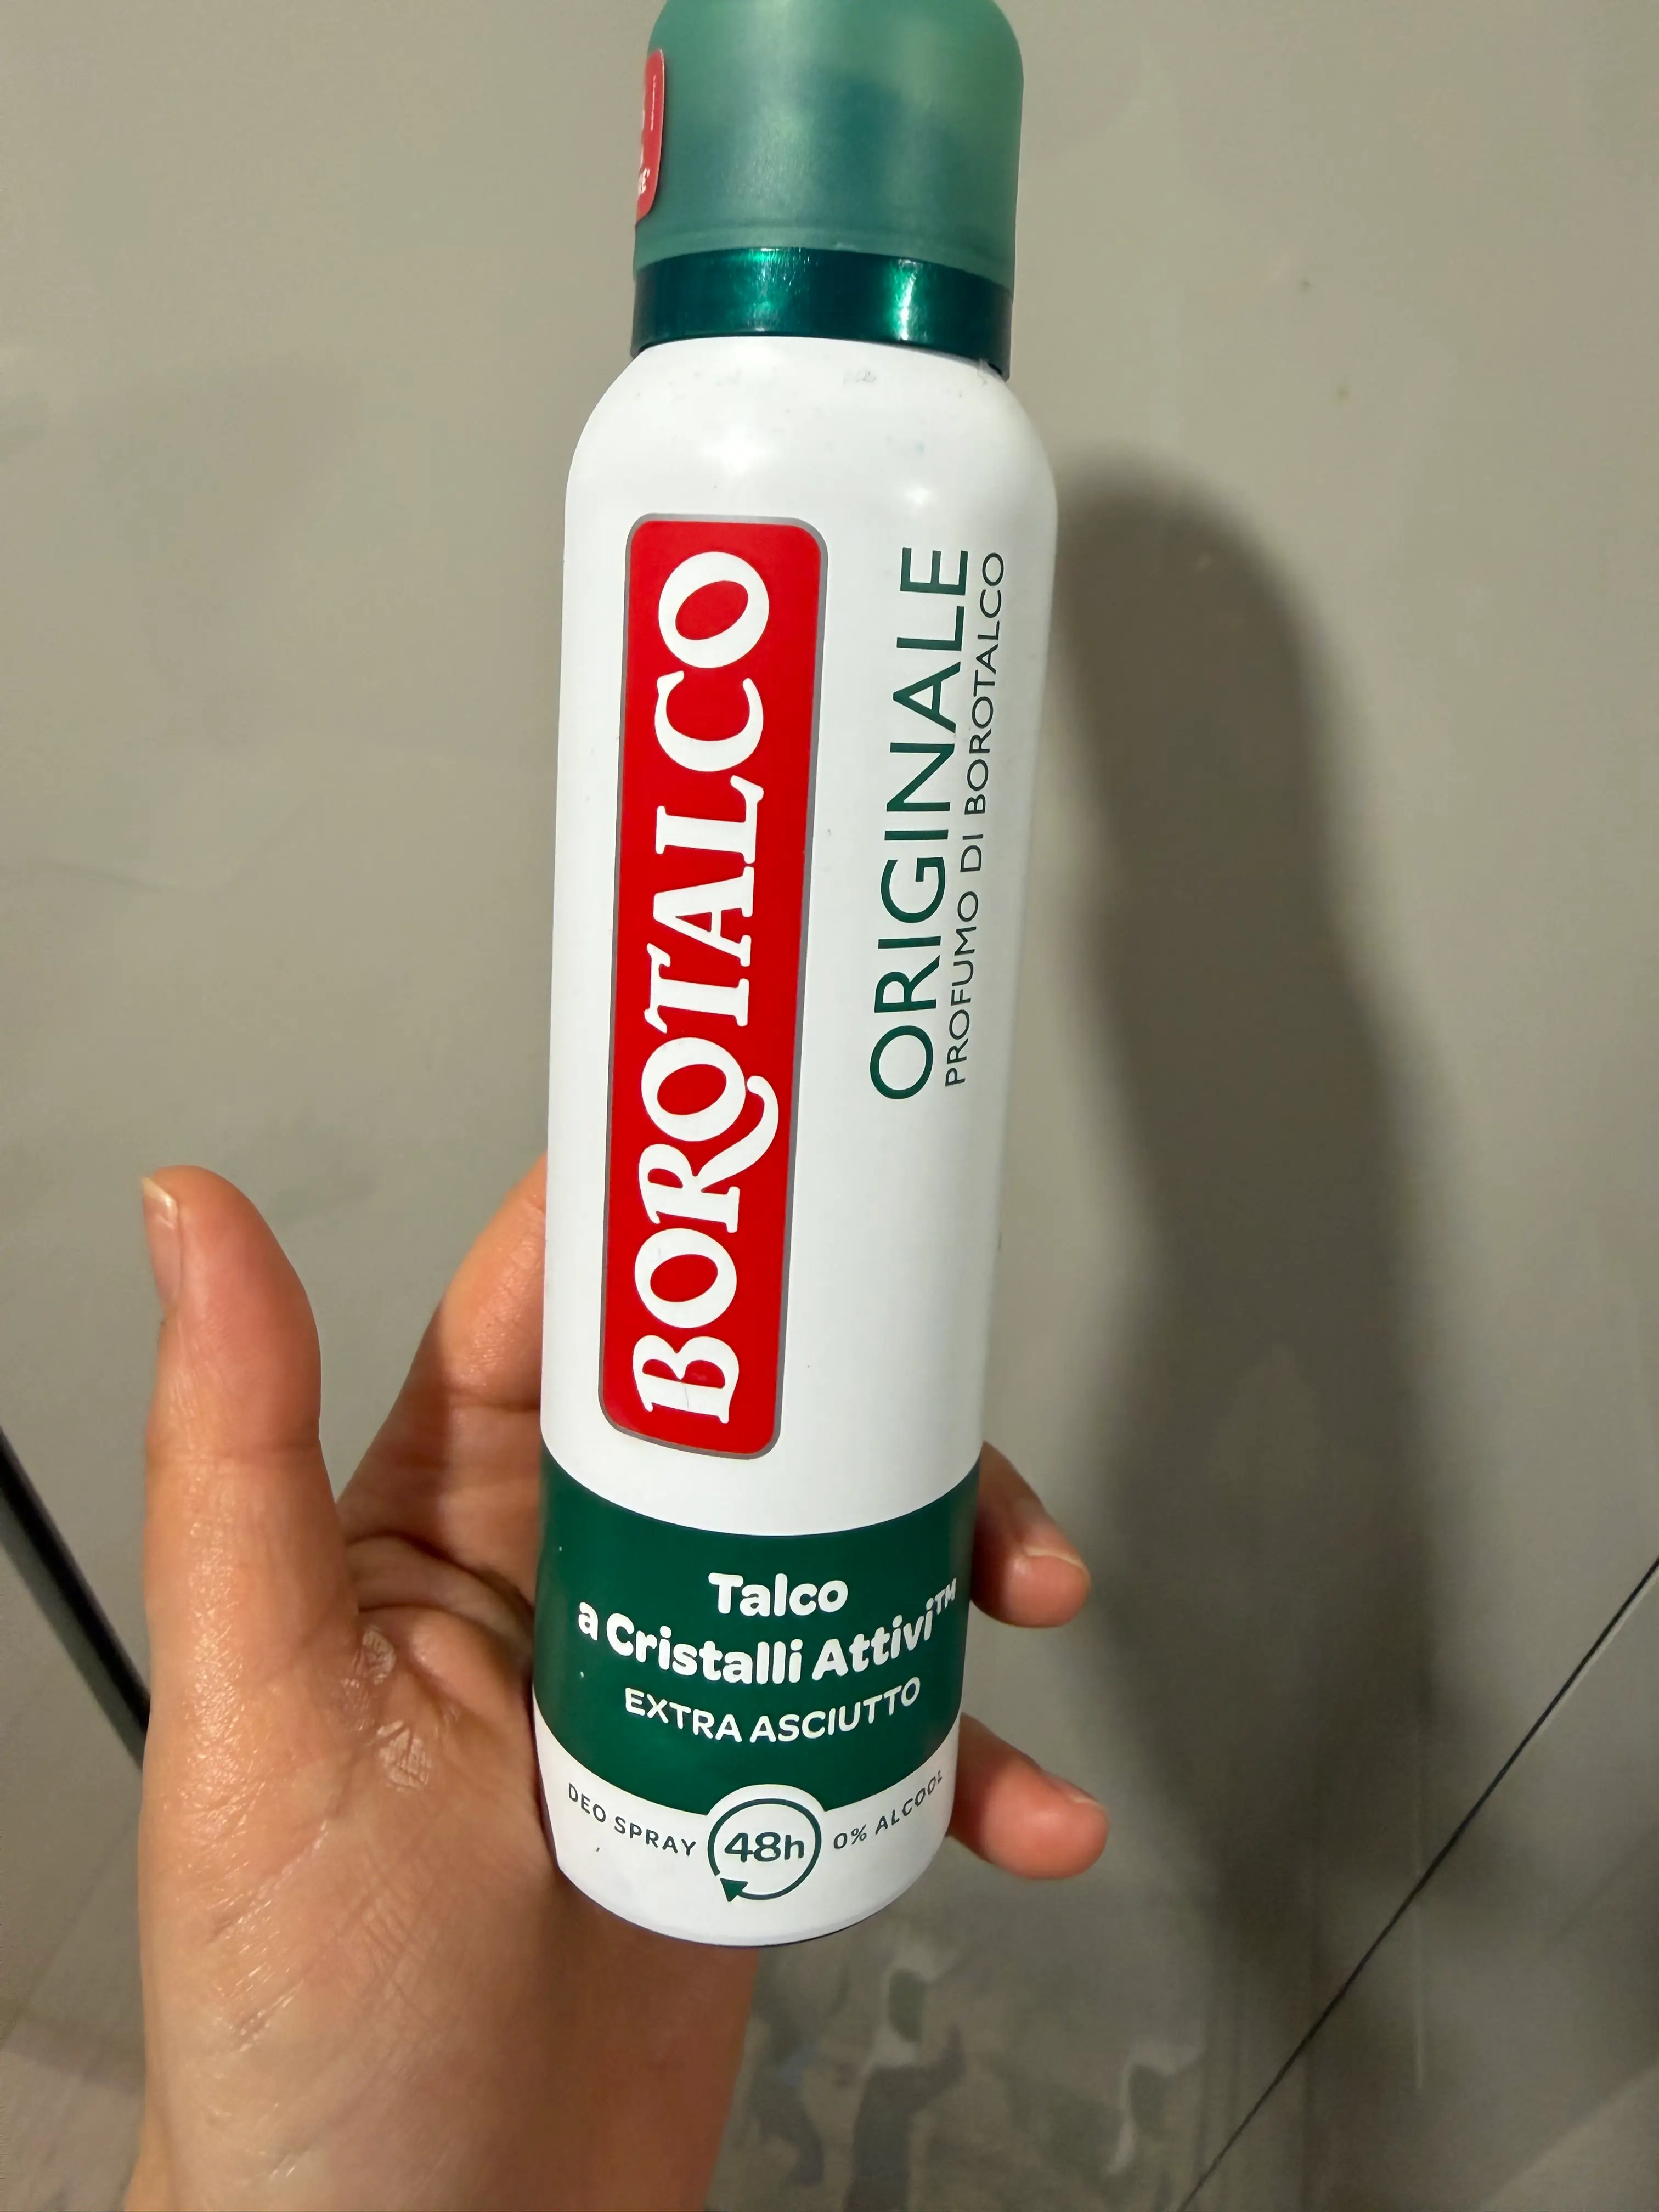 BOROTALCO
ORIGINALE
PROFUMO DI BOROTALCO
Talco
a Cristalli Attivi™
EXTRA ASCIUTTO
DEO SPRAY 48h 0% ALCOOL